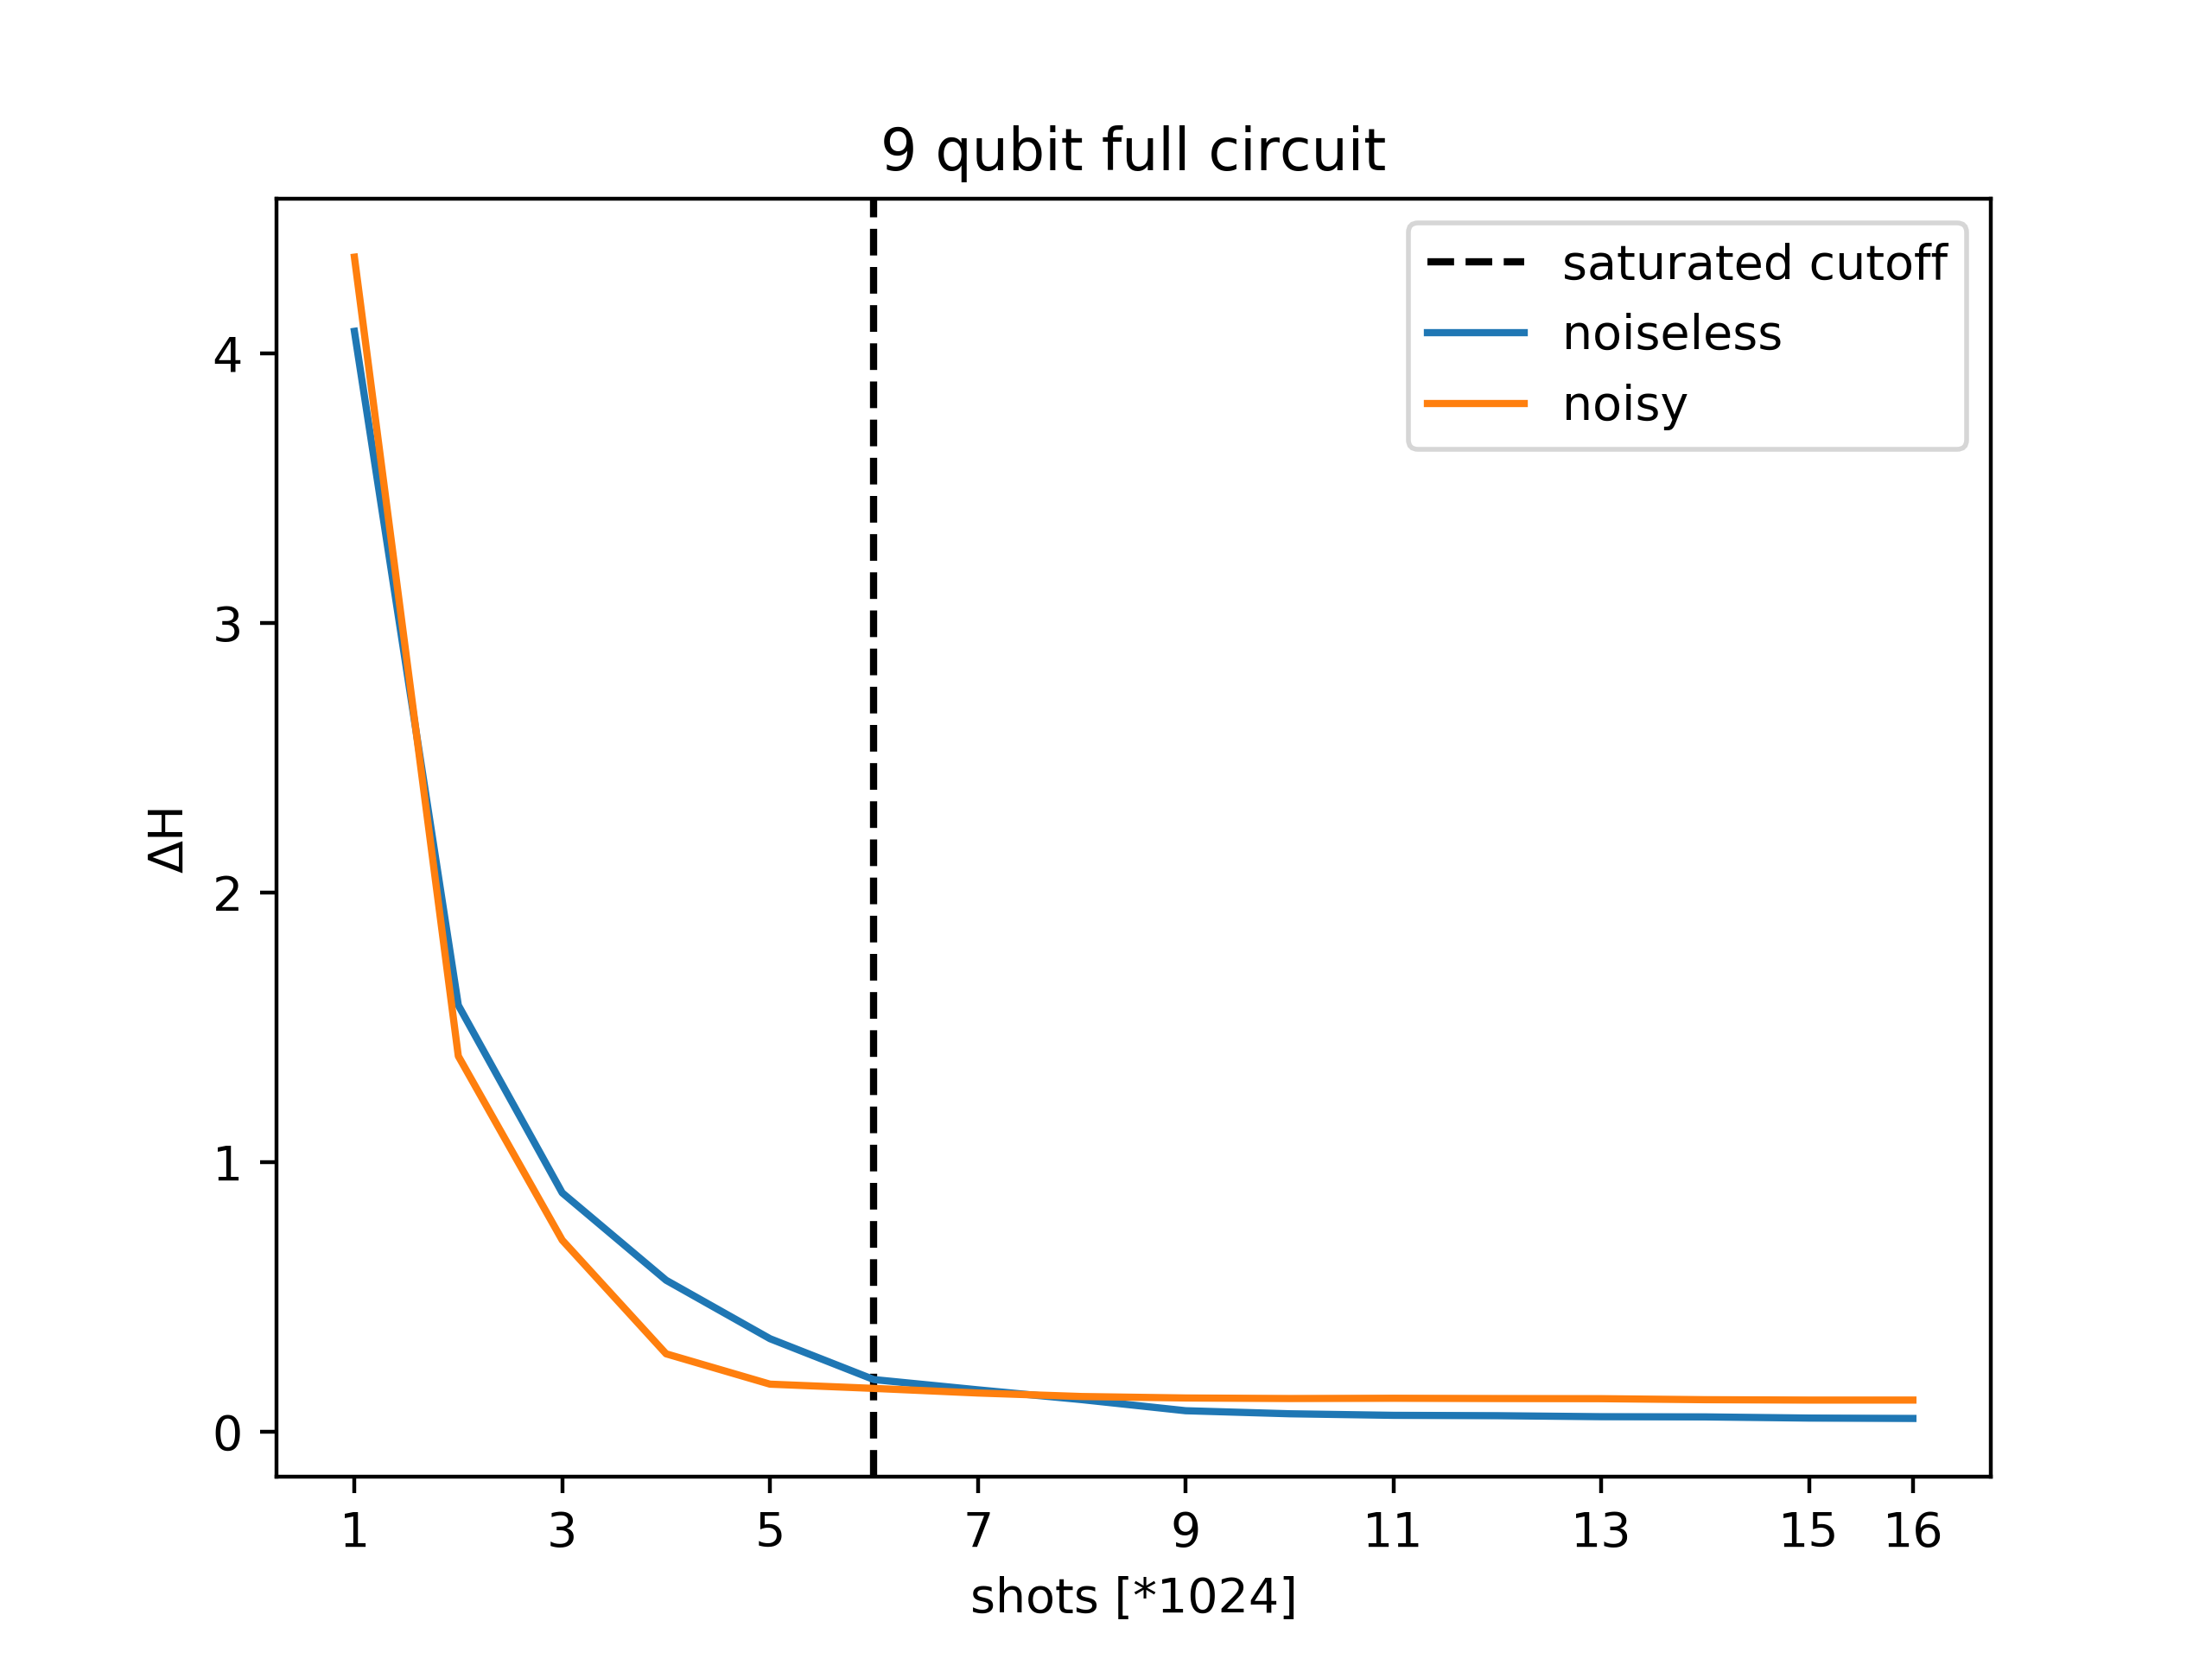 9 qubit full circuit
saturated cutoff
noiseless
noisy
4
3
2
1
0
ΔH
1 3 5 7 9 11 13 15 16
shots [*1024]